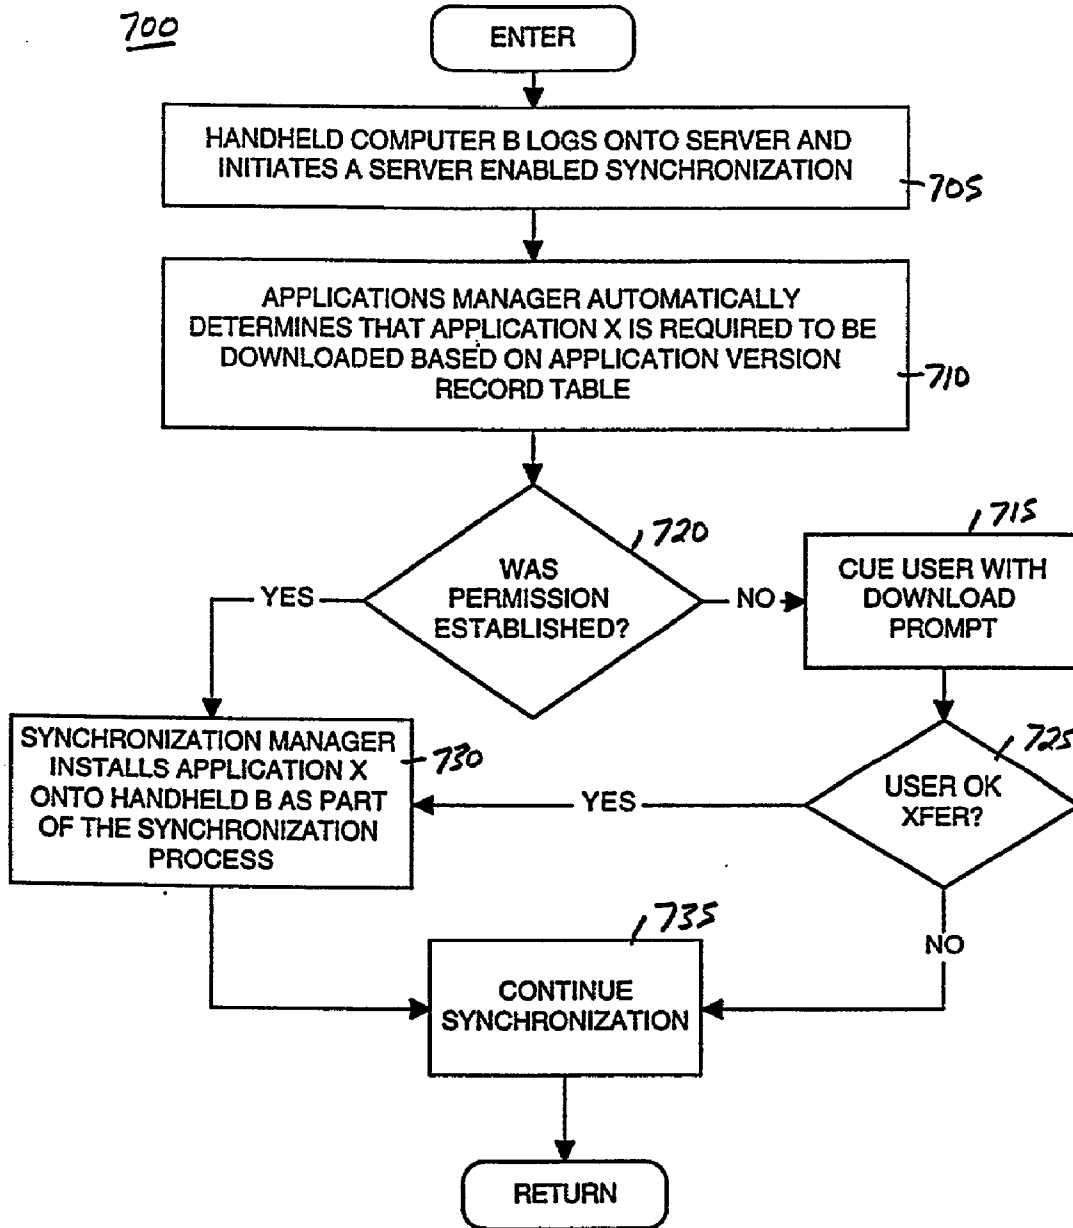 700
ENTER
HANDHELD COMPUTER B LOGS ONTO SERVER AND
INITIATES A SERVER ENABLED SYNCHRONIZATION
705
APPLICATIONS MANAGER AUTOMATICALLY
DETERMINES THAT APPLICATION X IS REQUIRED TO BE
DOWNLOADED BASED ON APPLICATION VERSION
RECORD TABLE
710
720
WAS
PERMISSION
ESTABLISHED?
YES
NO
715
CUE USER WITH
DOWNLOAD
PROMPT
725
USER OK
XFER?
YES
NO
SYNCHRONIZATION MANAGER
INSTALLS APPLICATION X
ONTO HANDHELD B AS PART
OF THE SYNCHRONIZATION
PROCESS
730
735
CONTINUE
SYNCHRONIZATION
RETURN